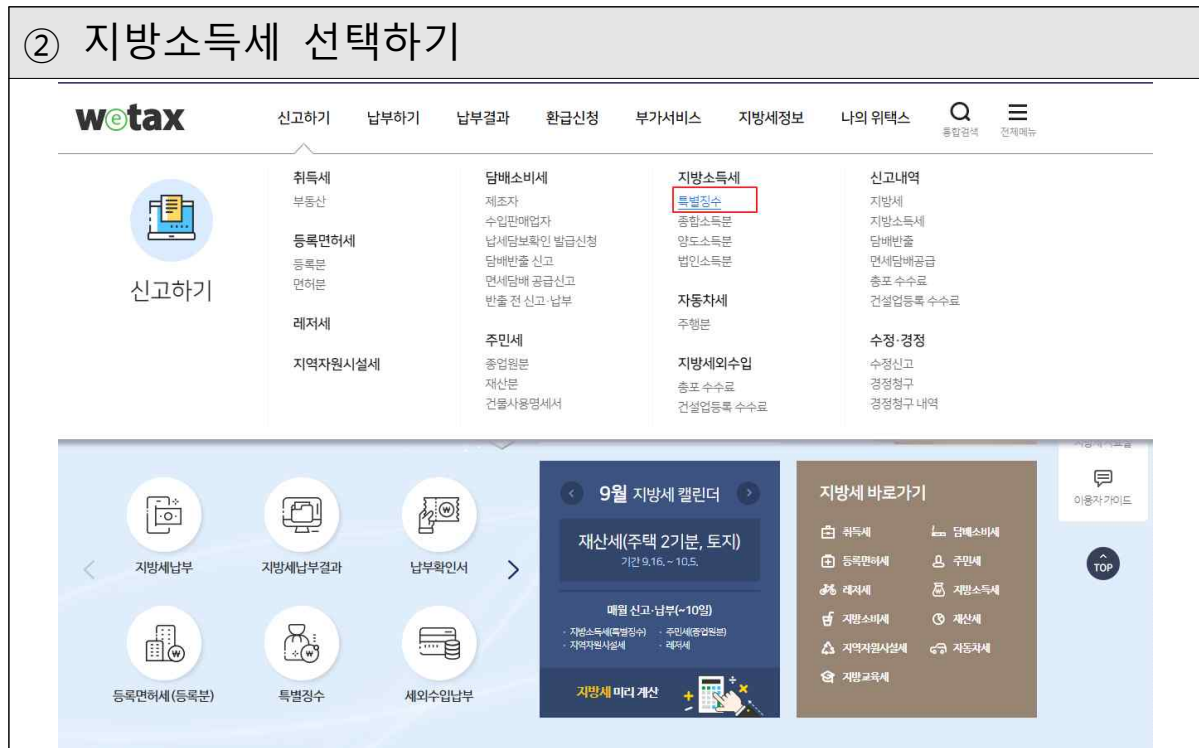 ② 지방소득세 선택하기
wetax
신고하기 납부하기 납부결과 환급신청 부가서비스 지방세정보 나의 위택스 통합검색 전체메뉴
신고하기
취득세
부동산
등록면허세
등록분
면허분
레저세
지역자원시설세
담배소비세
제조자
수입판매업자
납세담보확인 발급신청
담배반출 신고
면세담배 공급신고
반출 전 신고·납부
주민세
종업원분
재산분
건물사용명세서
지방소득세
특별징수
종합소득분
양도소득분
법인소득분
자동차세
주행분
지방세외수입
총포 수수료
건설업등록 수수료
신고내역
지방세
지방소득세
담배반출
면세담배공급
총포 수수료
건설업등록 수수료
수정·경정
수정신고
경정청구
경정청구 내역
지방세납부 지방세납부결과 납부확인서
등록면허세(등록분) 특별징수 세외수입납부
9월 지방세 캘린더
재산세(주택 2기분, 토지)
기간 9.16. ~ 10.5.
매월 신고·납부(~10일)
· 지방소득세(특별징수) · 주민세(종업원분)
· 지역자원시설세 · 레저세
지방세 미리 계산
지방세 바로가기
취득세 담배소비세
등록면허세 주민세
레저세 지방소득세
지방소비세 재산세
지역자원시설세 자동차세
지방교육세
이용자 가이드
TOP